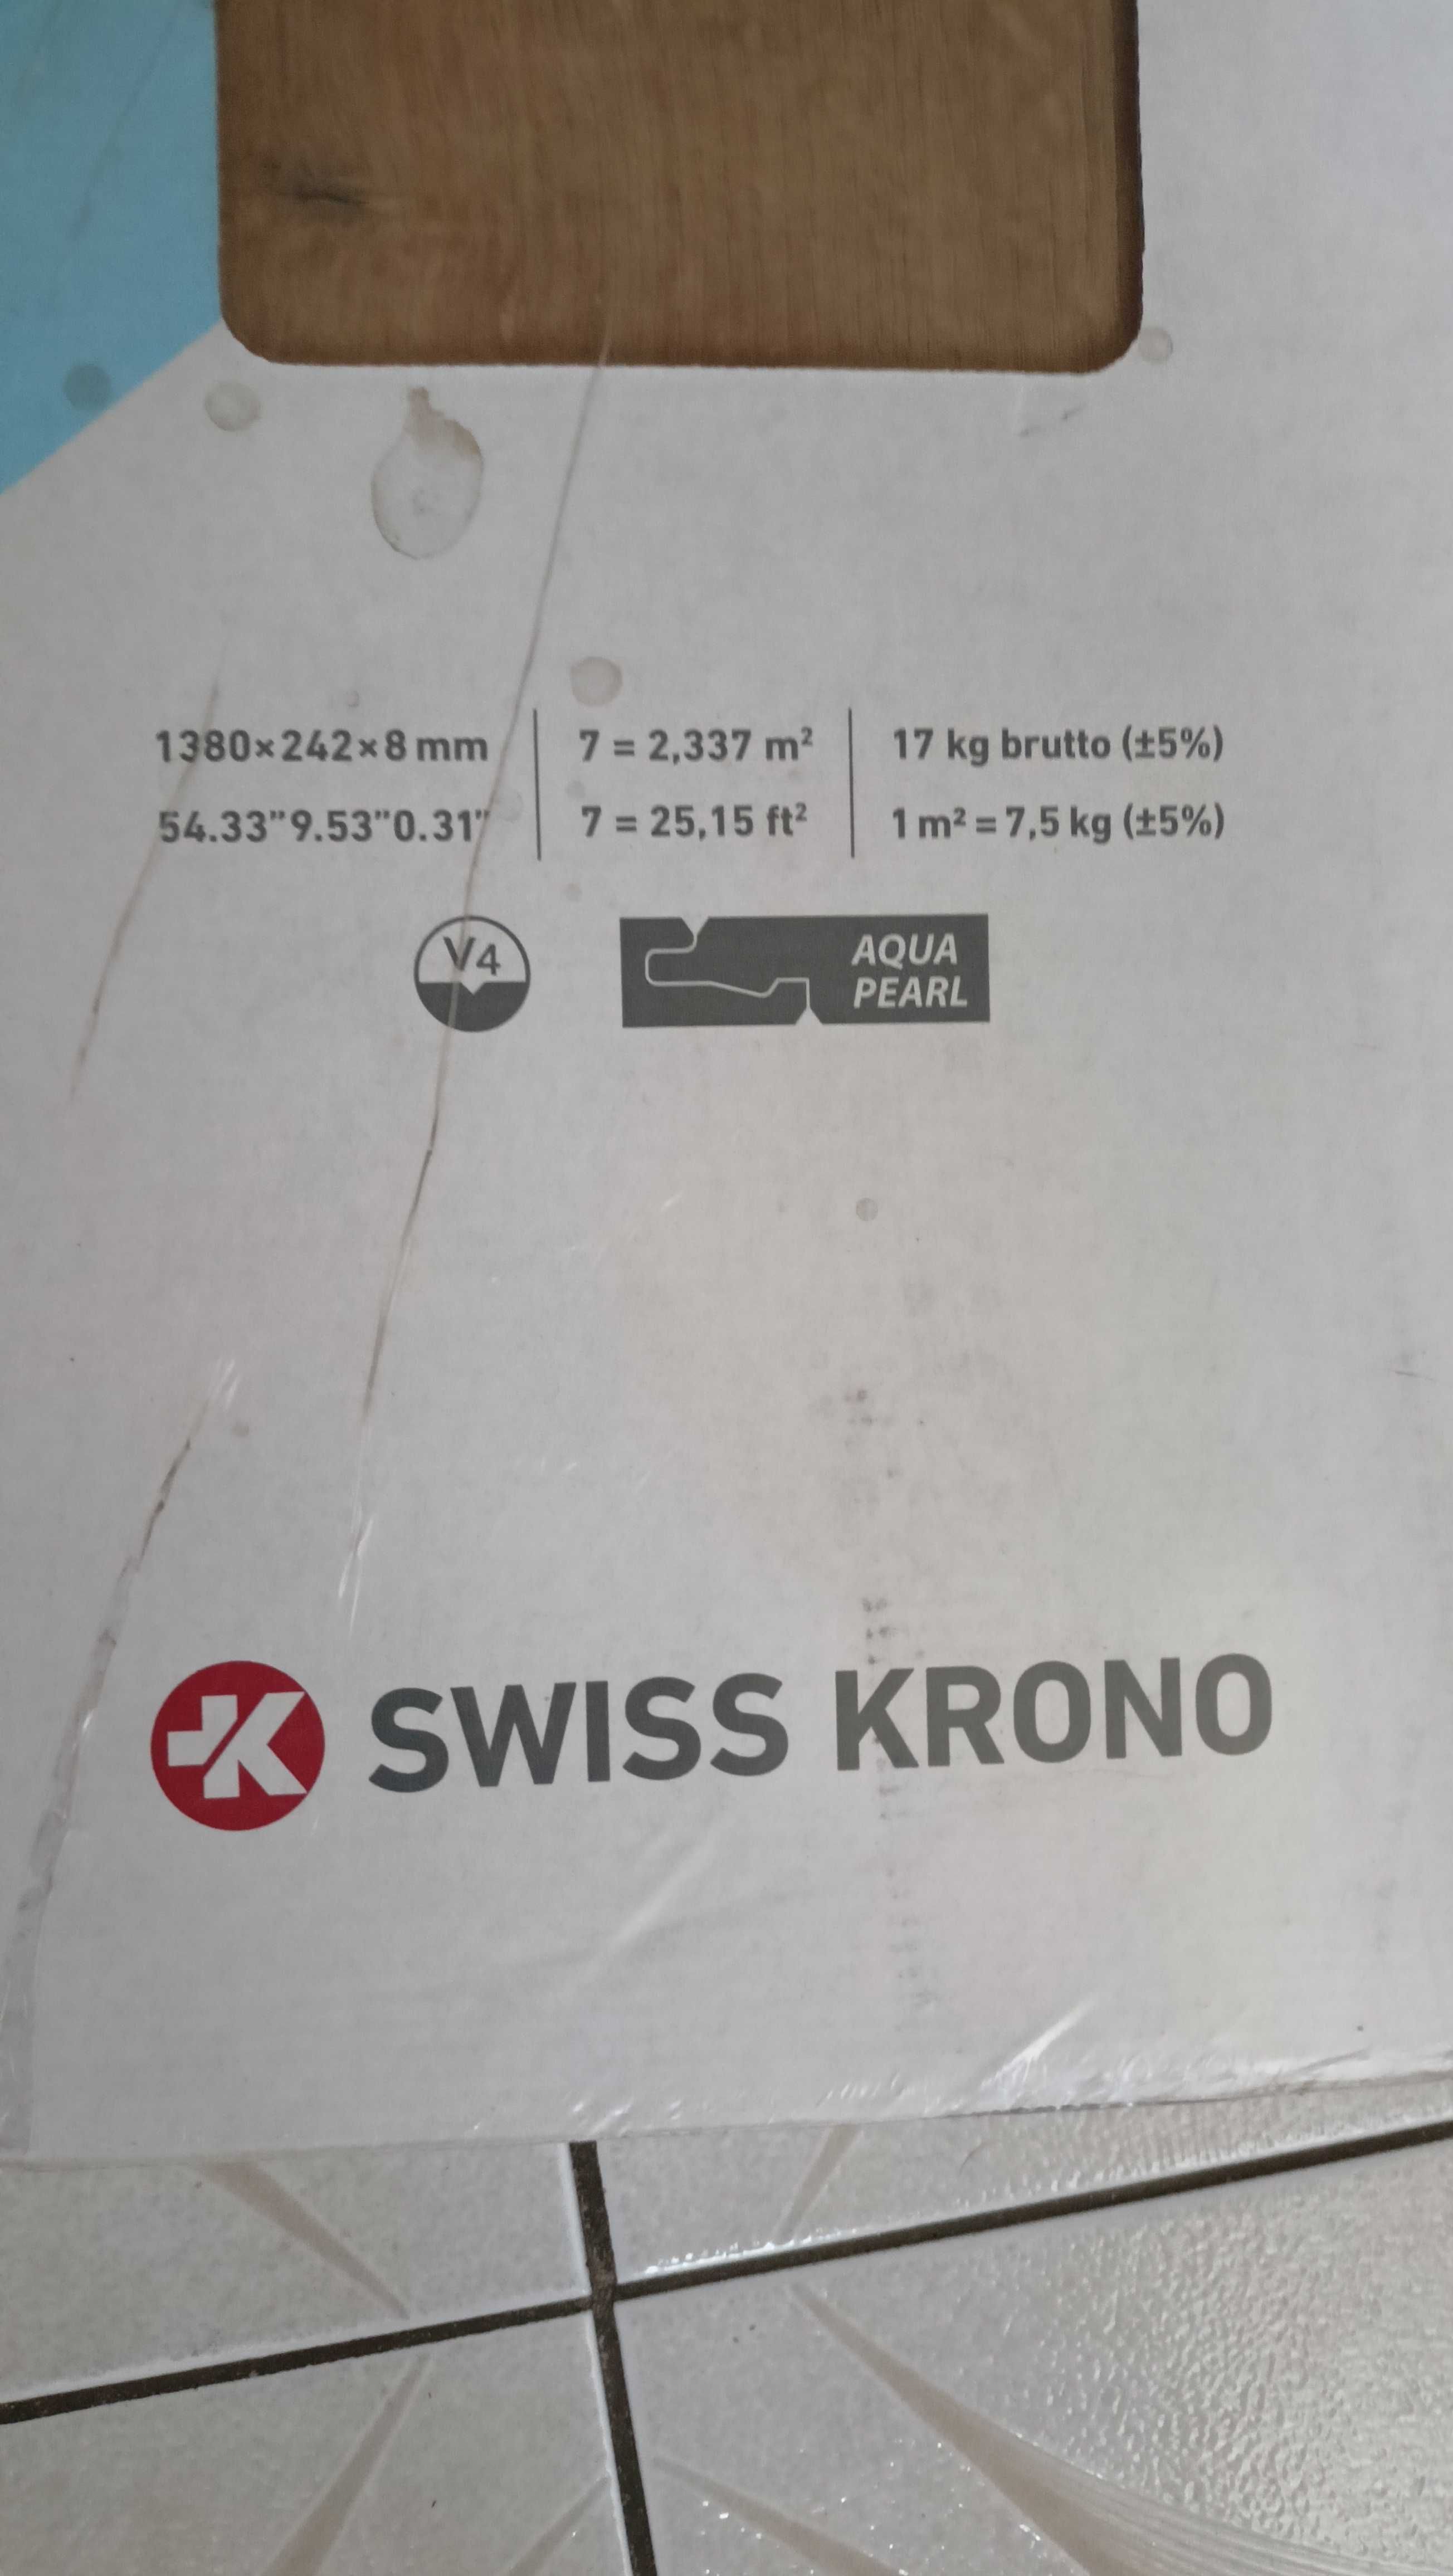 1380×242×8 mm
54.33”9.53”0.31”
7 = 2,337 m²
7 = 25,15 ft²
17 kg brutto (±5%)
1 m² = 7,5 kg (±5%)
V4
AQUA
PEARL
SWISS KRONO